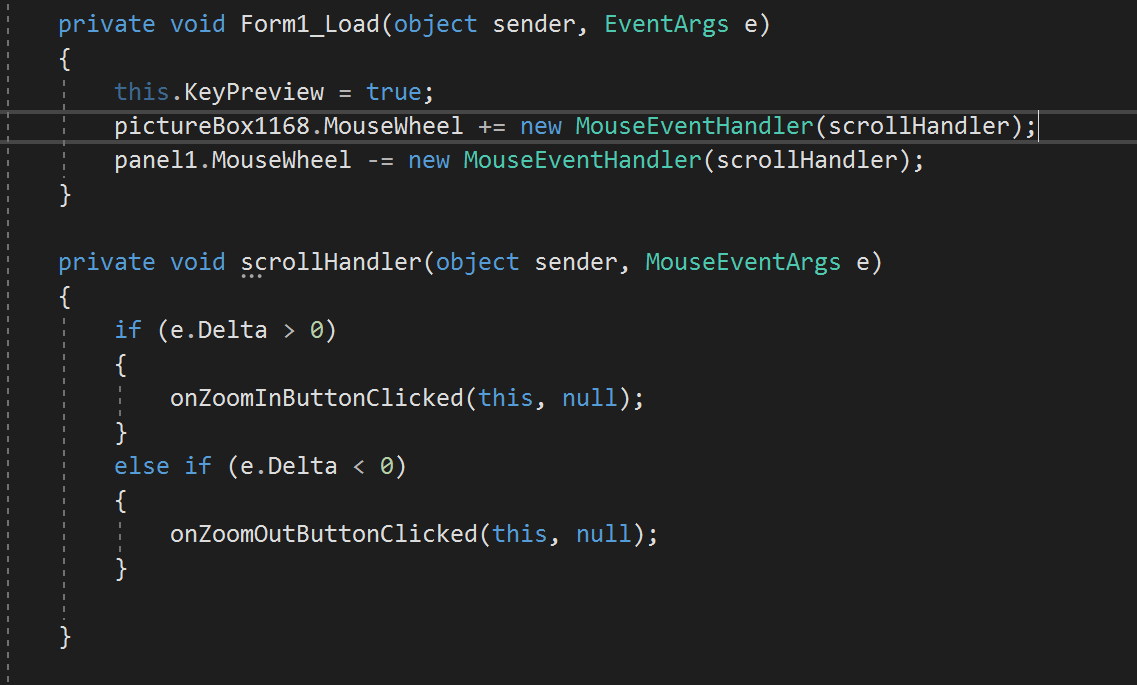 private void Form1_Load(object sender, EventArgs e)
{
this.KeyPreview = true;
pictureBox1168.MouseWheel += new MouseEventHandler(scrollHandler);
panel1.MouseWheel -= new MouseEventHandler(scrollHandler);
}
private void scrollHandler(object sender, MouseEventArgs e)
{
if (e.Delta > 0)
{
onZoomInButtonClicked(this, null);
}
else if (e.Delta < 0)
{
onZoomOutButtonClicked(this, null);
}
}